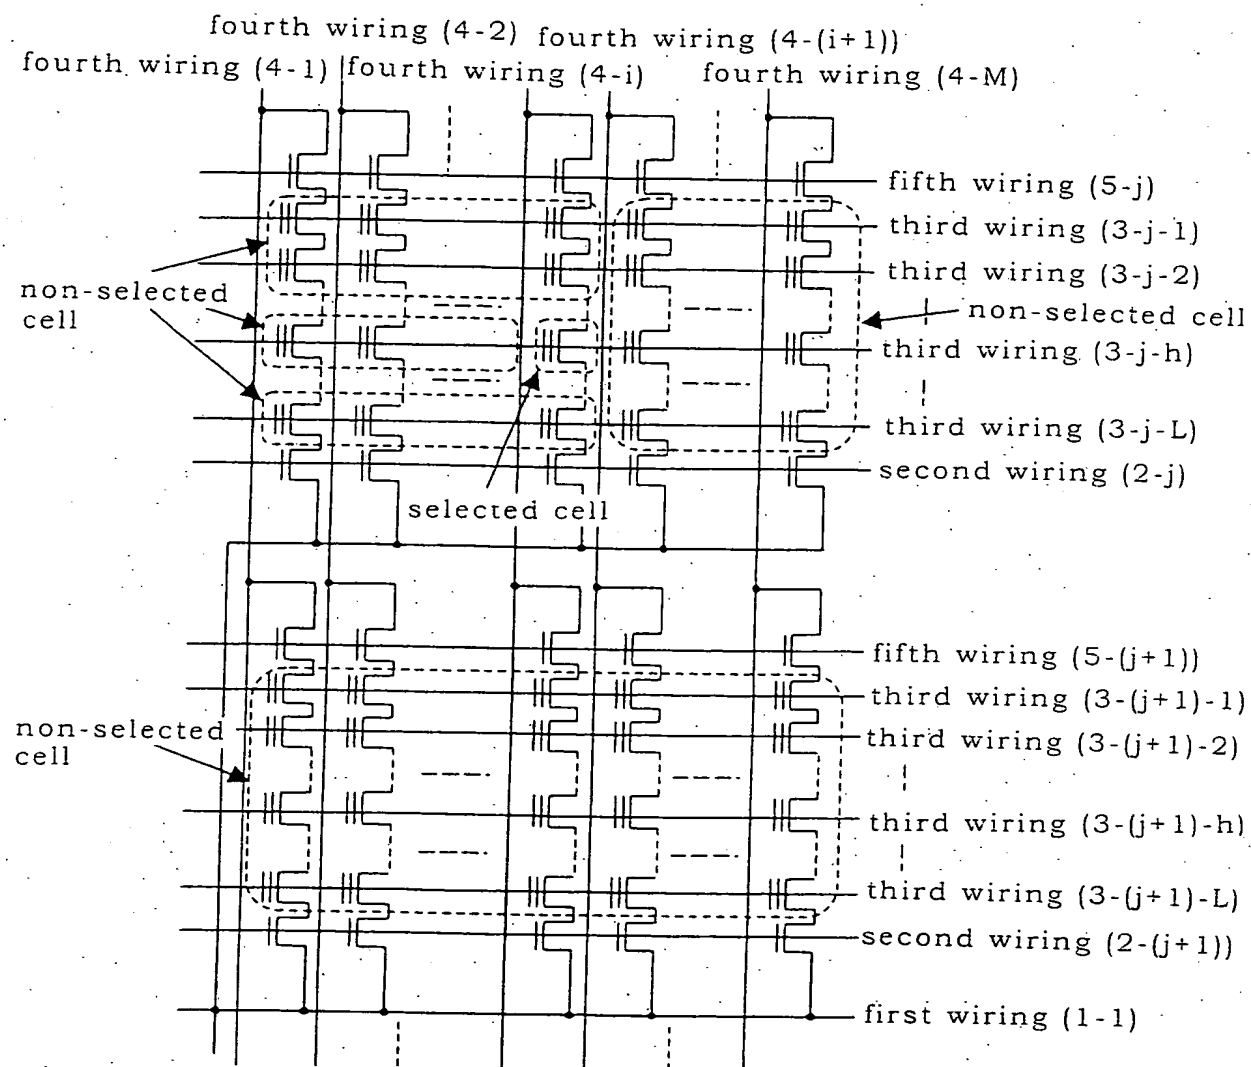 fourth wiring (4-2) fourth wiring (4-(i+1))
fourth wiring (4-1) fourth wiring (4-i) fourth wiring (4-M)
fifth wiring (5-j)
third wiring (3-j-1)
third wiring (3-j-2)
non-selected
cell
non-selected cell
third wiring (3-j-h)
third wiring (3-j-L)
second wiring (2-j)
selected cell
fifth wiring (5-(j+1))
third wiring (3-(j+1)-1)
non-selected
cell
third wiring (3-(j+1)-2)
third wiring (3-(j+1)-h)
third wiring (3-(j+1)-L)
second wiring (2-(j+1))
first wiring (1-1)